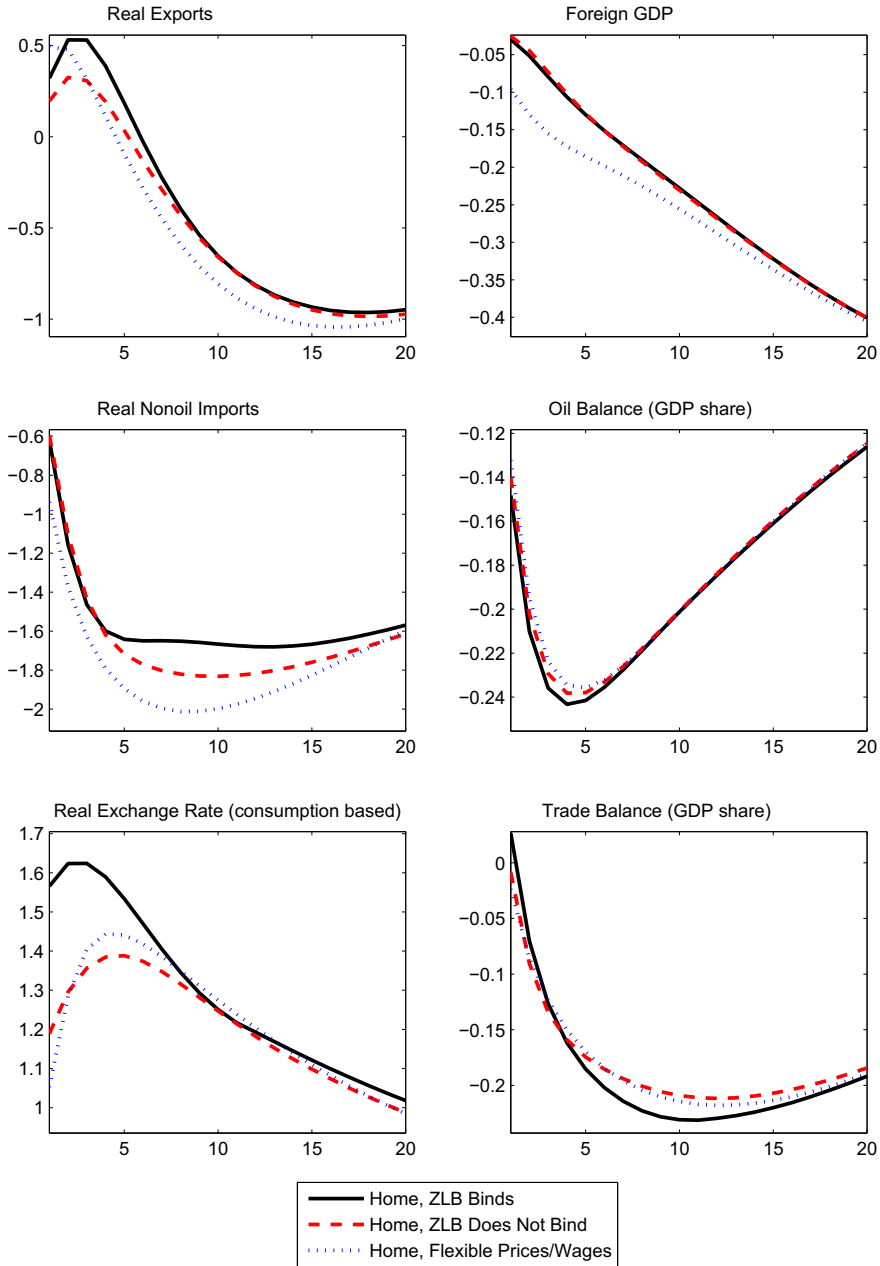 Real Exports
0.5
0
−0.5
−1
5 10 15 20
Foreign GDP
−0.05
−0.1
−0.15
−0.2
−0.25
−0.3
−0.35
−0.4
5 10 15 20
Real Nonoil Imports
−0.6
−0.8
−1
−1.2
−1.4
−1.6
−1.8
−2
5 10 15 20
Oil Balance (GDP share)
−0.12
−0.14
−0.16
−0.18
−0.2
−0.22
−0.24
5 10 15 20
Real Exchange Rate (consumption based)
1.7
1.6
1.5
1.4
1.3
1.2
1.1
1
5 10 15 20
Trade Balance (GDP share)
0
−0.05
−0.1
−0.15
−0.2
5 10 15 20
Home, ZLB Binds
Home, ZLB Does Not Bind
Home, Flexible Prices/Wages